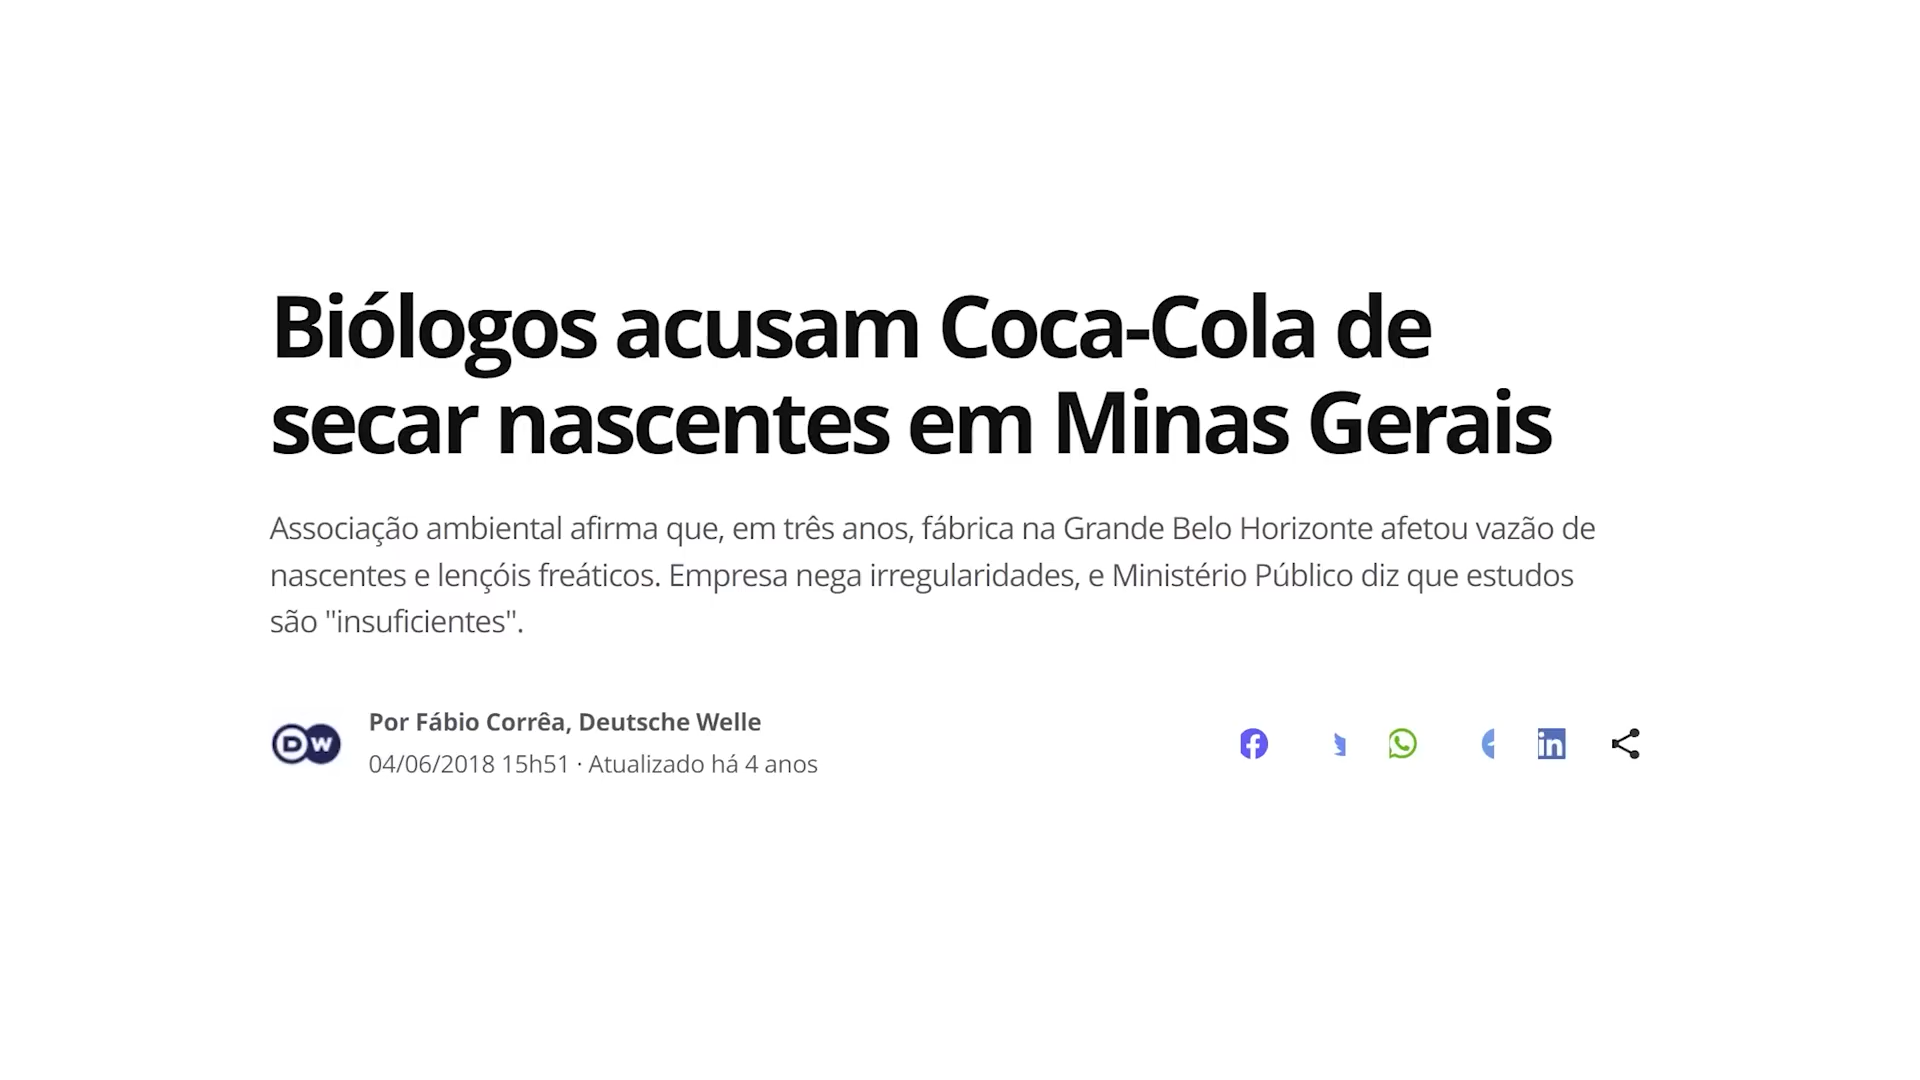 Biólogos acusam Coca-Cola de
secar nascentes em Minas Gerais
Associação ambiental afirma que, em três anos, fábrica na Grande Belo Horizonte afetou vazão de
nascentes e lençóis freáticos. Empresa nega irregularidades, e Ministério Público diz que estudos
são "insuficientes".
DW
Por Fábio Corrêa, Deutsche Welle
04/06/2018 15h51 · Atualizado há 4 anos
in